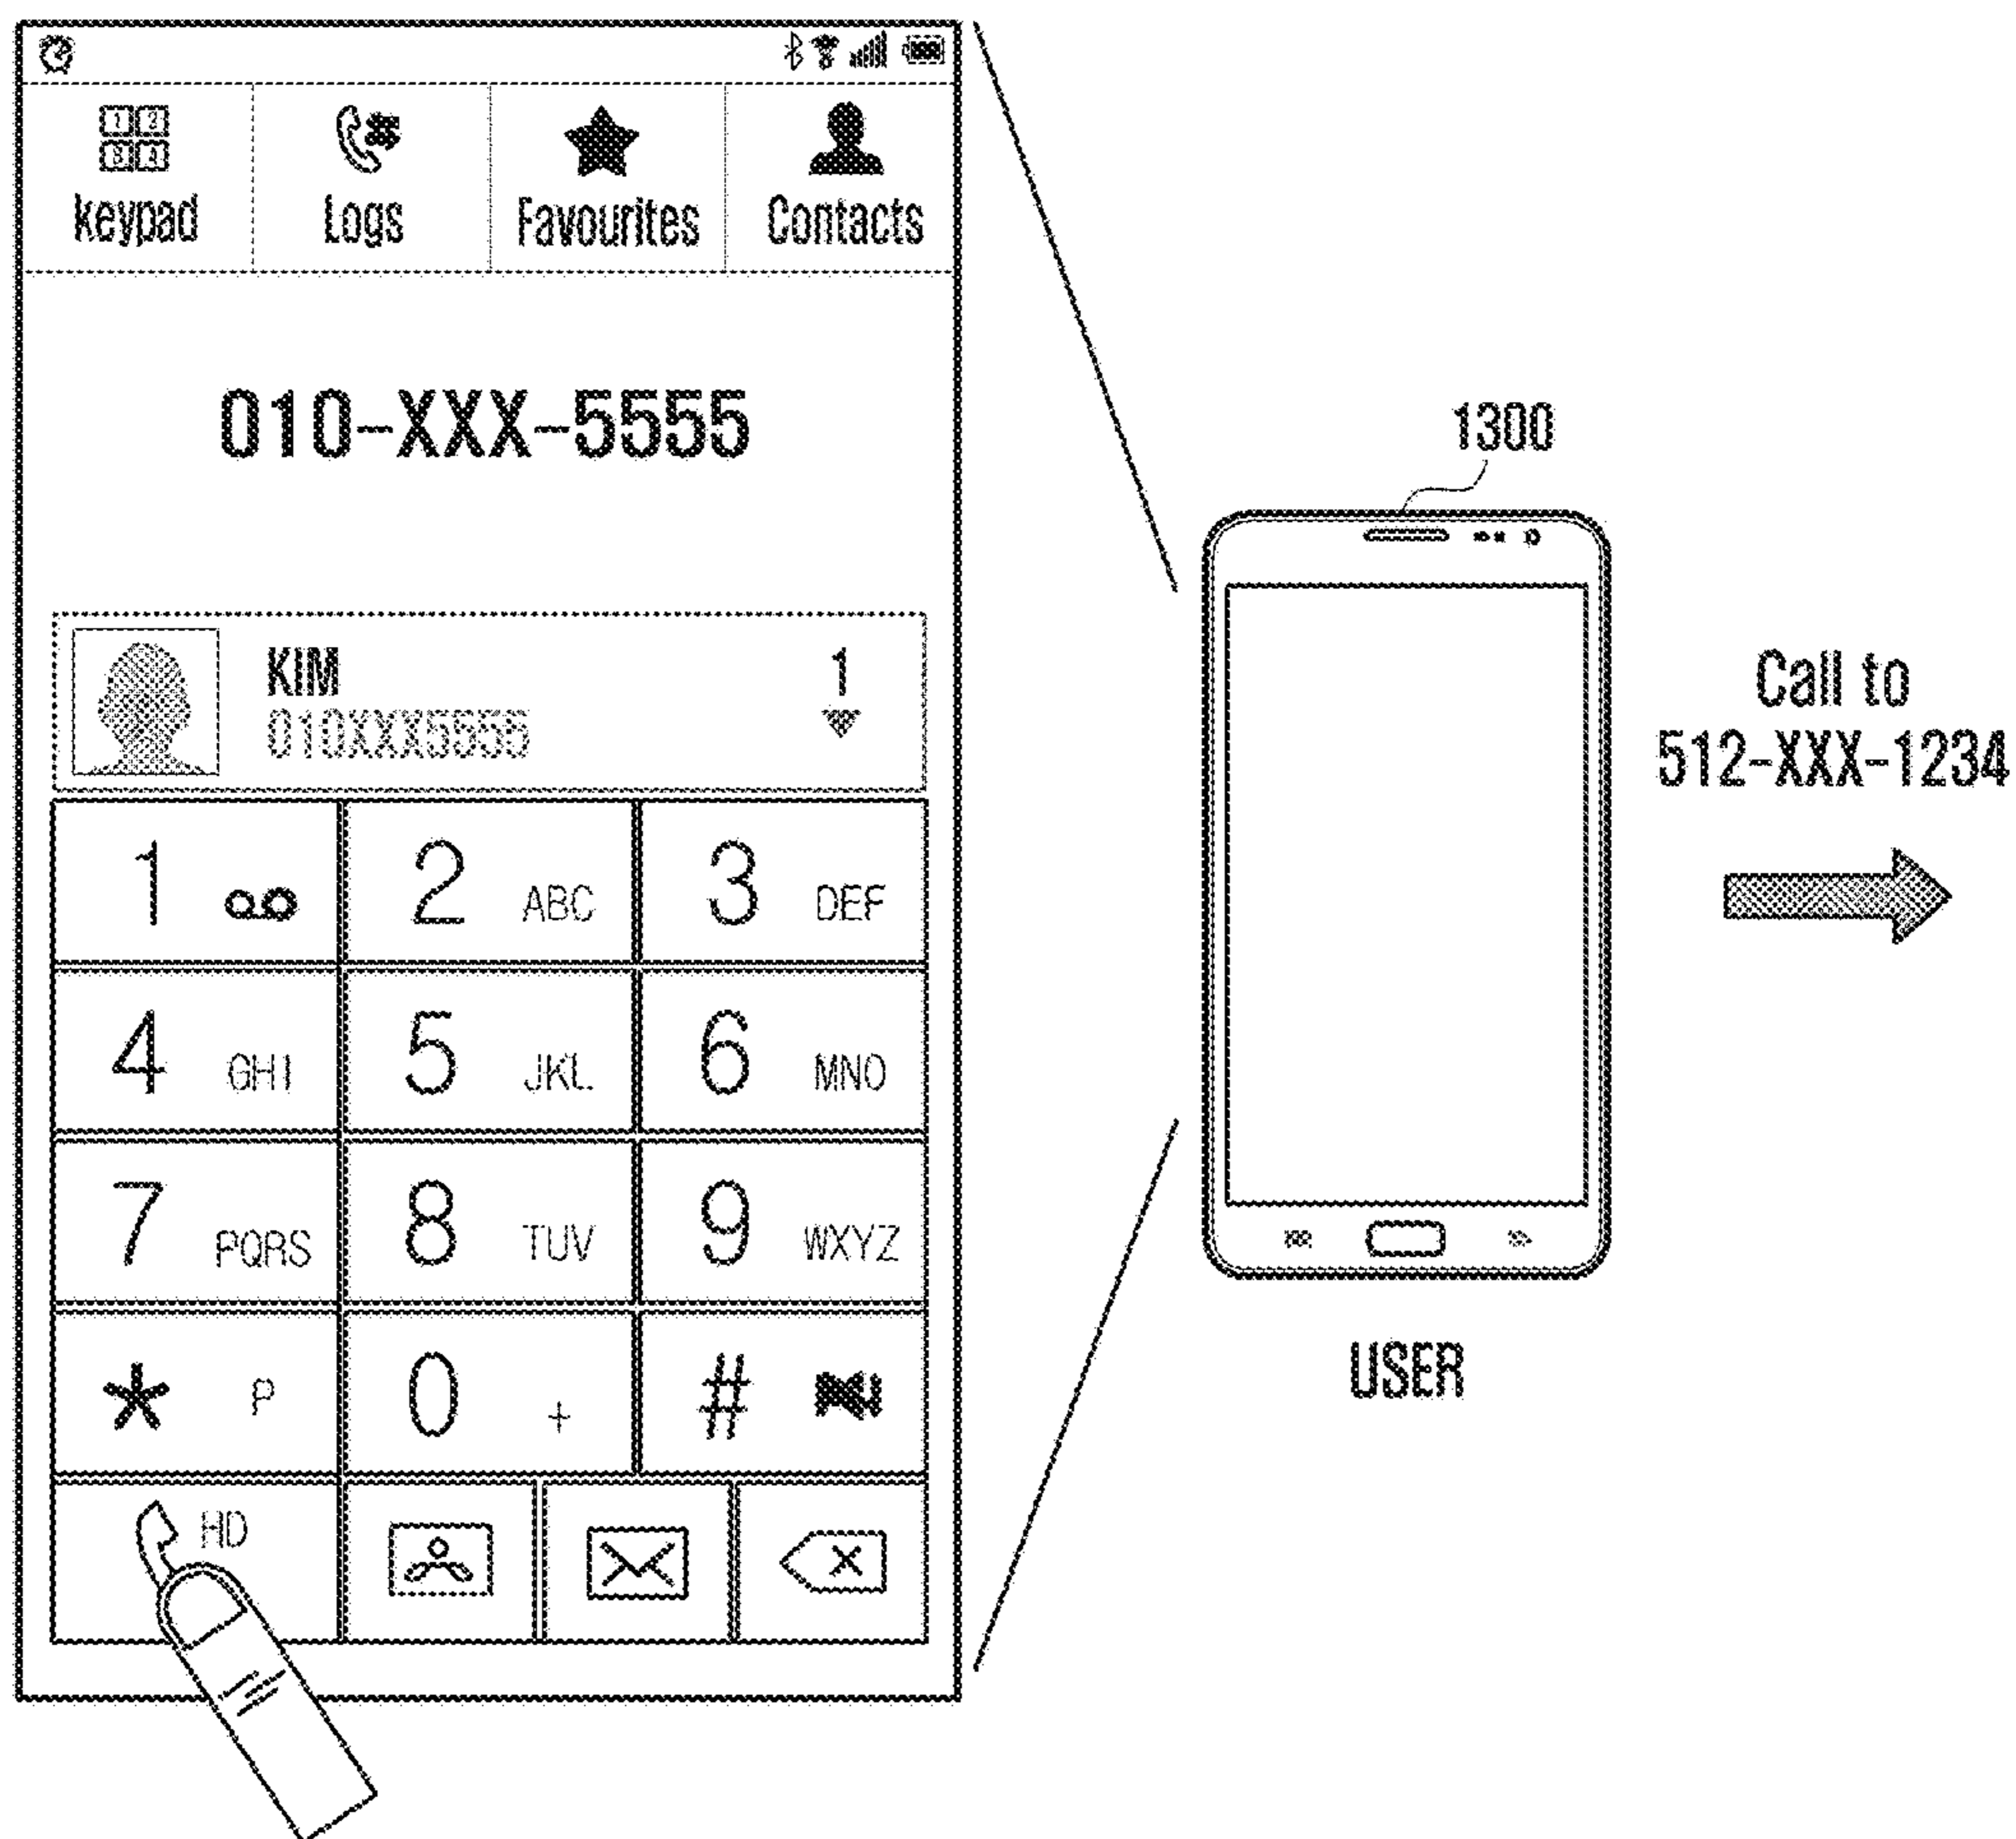 keypad Logs Favourites Contacts
010-XXX-5555
KIM 1
010XXX5555
1 2 ABC 3 DEF
4 GHI 5 JKL 6 MNO
7 PQRS 8 TUV 9 WXYZ
* P 0 + #
HD
1300
Call to
512-XXX-1234
USER